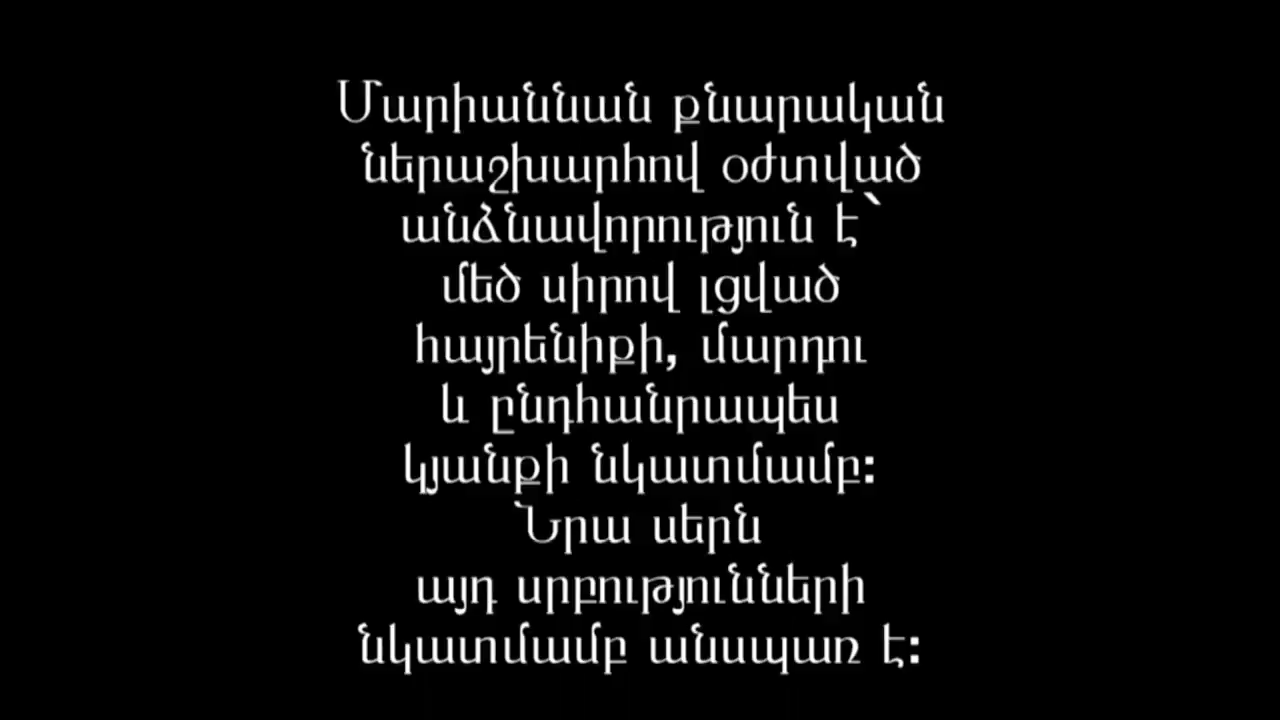 Մարիաննան քնարական
ներաշխարհով օժտված
անձնավորություն է՝
մեծ սիրով լցված
հայրենիքի, մարդու
և ընդհանրապես
կյանքի նկատմամբ:
Նրա սերն
այդ սրբությունների
նկատմամբ անսպառ է: